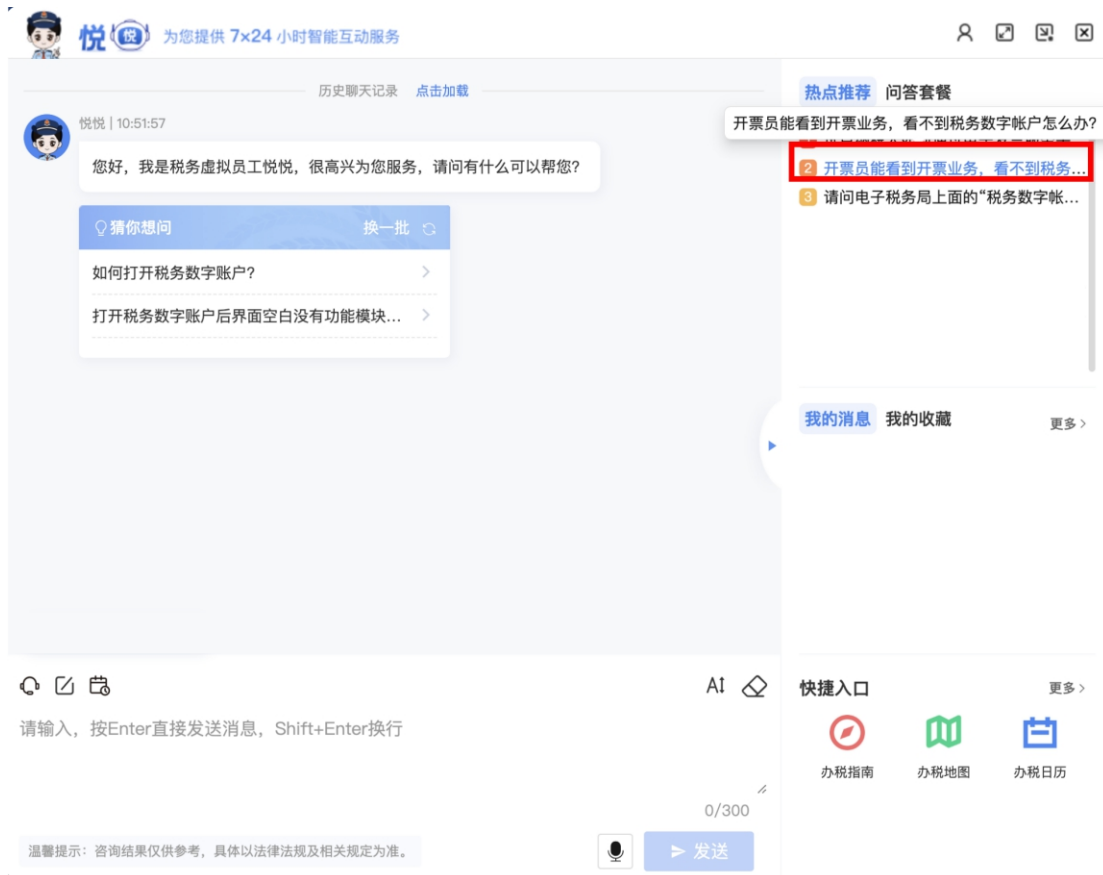 悦 悦 为您提供 7×24 小时智能互动服务
历史聊天记录 点击加载
悦悦 | 10:51:57
您好，我是税务虚拟员工悦悦，很高兴为您服务，请问有什么可以帮您?
猜你想问 换一批
如何打开税务数字账户?
打开税务数字账户后界面空白没有功能模块...
热点推荐 问答套餐
开票员能看到开票业务，看不到税务数字帐户怎么办?
2 开票员能看到开票业务，看不到税务...
3 请问电子税务局上面的“税务数字帐...
我的消息 我的收藏 更多
请输入，按Enter直接发送消息，Shift+Enter换行
0/300
温馨提示：咨询结果仅供参考，具体以法律法规及相关规定为准。
发送
快捷入口 更多
办税指南 办税地图 办税日历